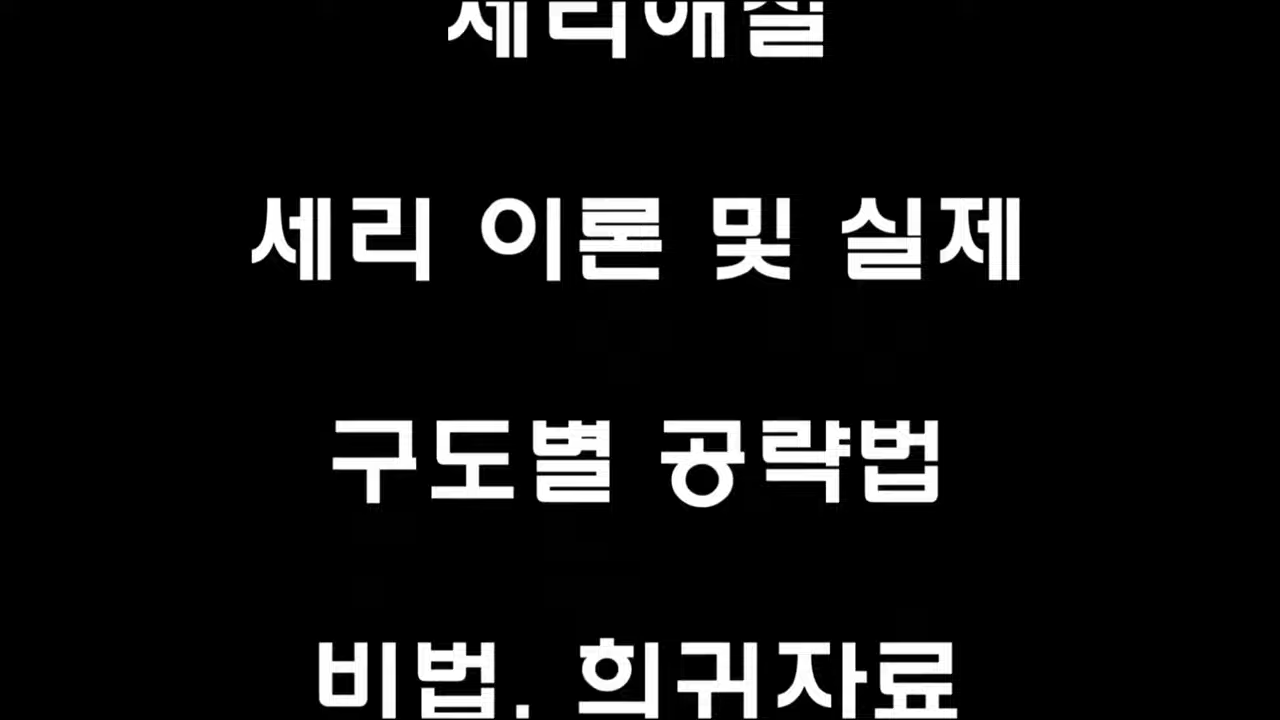 세리 이론 및 실제
구도별 공략법
비법, 희귀자료